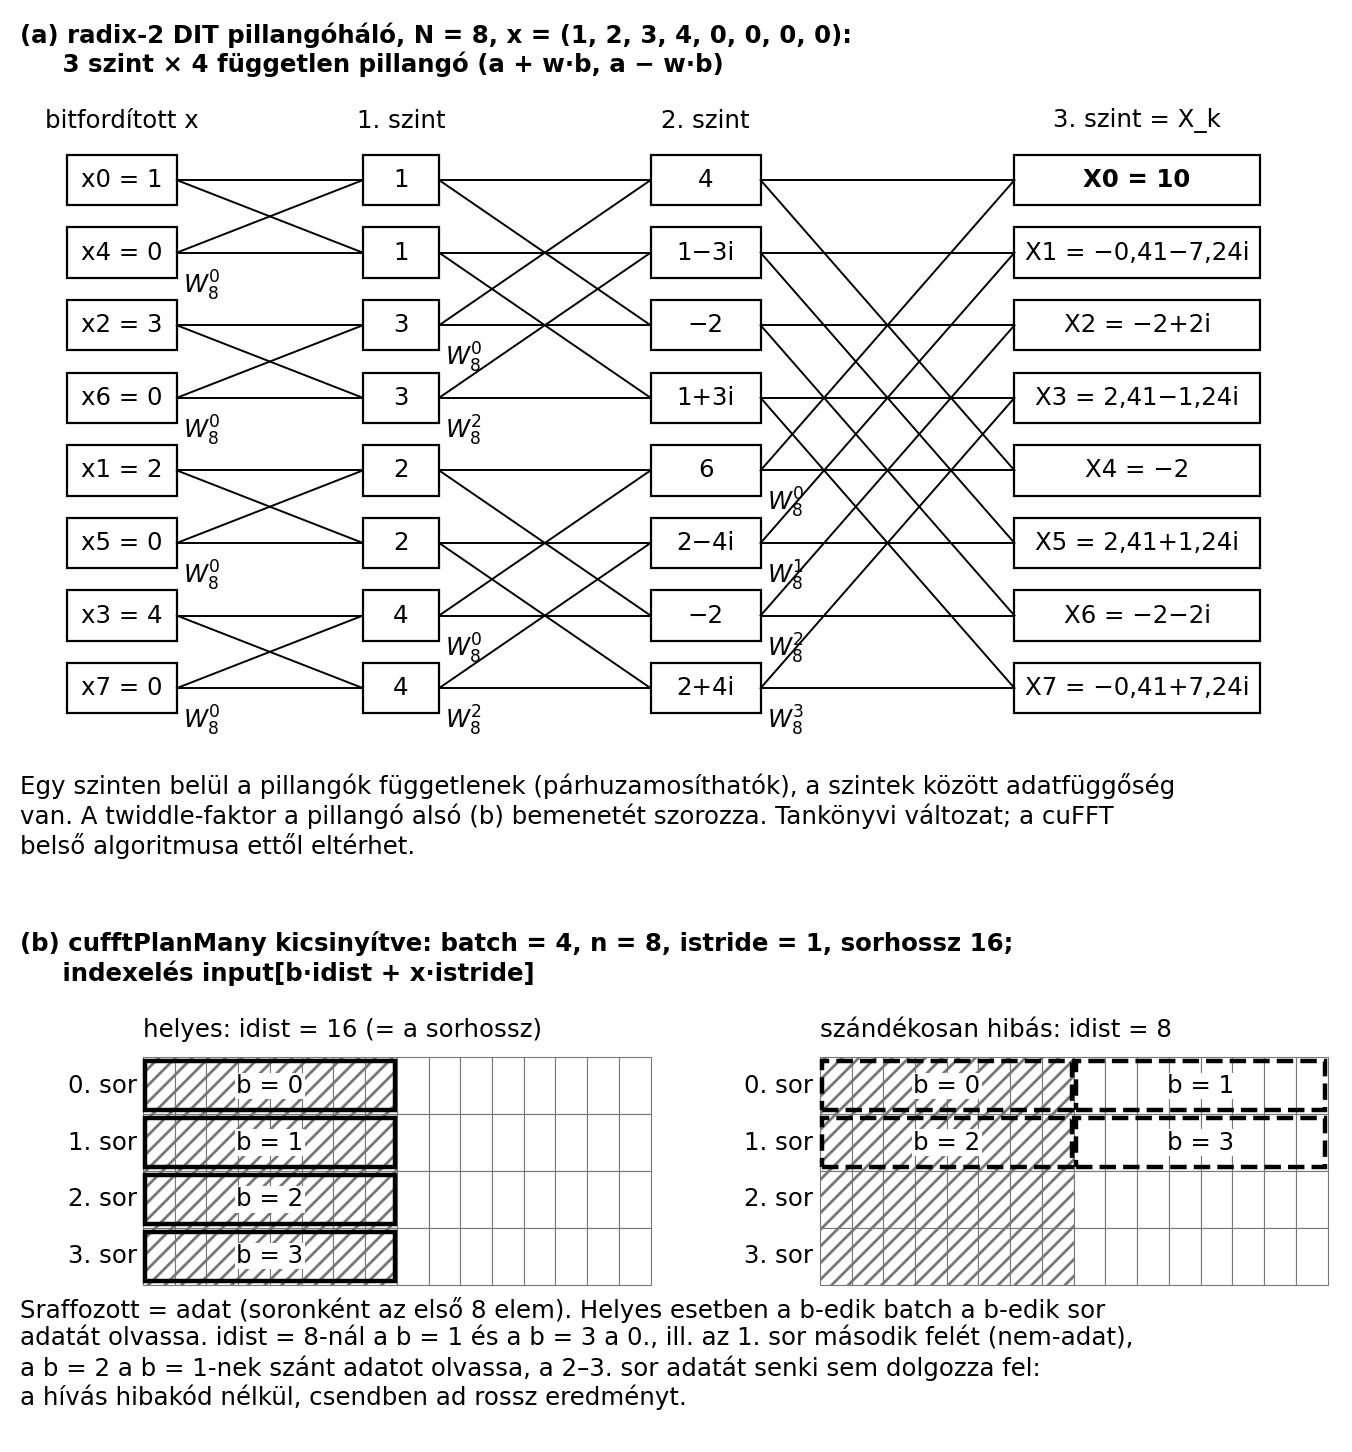 (a) radix-2 DIT pillangóháló, N = 8, x = (1, 2, 3, 4, 0, 0, 0, 0):
3 szint × 4 független pillangó (a + w·b, a − w·b)
bitfordított x 1. szint 2. szint 3. szint = X_k
x0 = 1 1 4 X0 = 10
x4 = 0 1 1−3i X1 = −0,41−7,24i
W₈⁰
x2 = 3 3 −2 X2 = −2+2i
W₈⁰
x6 = 0 3 1+3i X3 = 2,41−1,24i
W₈⁰ W₈²
x1 = 2 2 6 X4 = −2
W₈⁰
x5 = 0 2 2−4i X5 = 2,41+1,24i
W₈⁰ W₈¹
x3 = 4 4 −2 X6 = −2−2i
W₈⁰ W₈²
x7 = 0 4 2+4i X7 = −0,41+7,24i
W₈⁰ W₈² W₈³
Egy szinten belül a pillangók függetlenek (párhuzamosíthatók), a szintek között adatfüggőség
van. A twiddle-faktor a pillangó alsó (b) bemenetét szorozza. Tankönyvi változat; a cuFFT
belső algoritmusa ettől eltérhet.
(b) cufftPlanMany kicsinyítve: batch = 4, n = 8, istride = 1, sorhossz 16;
indexelés input[b·idist + x·istride]
helyes: idist = 16 (= a sorhossz)
0. sor b = 0
1. sor b = 1
2. sor b = 2
3. sor b = 3
szándékosan hibás: idist = 8
0. sor b = 0 b = 1
1. sor b = 2 b = 3
2. sor
3. sor
Sraffozott = adat (soronként az első 8 elem). Helyes esetben a b-edik batch a b-edik sor
adatát olvassa. idist = 8-nál a b = 1 és a b = 3 a 0., ill. az 1. sor második felét (nem-adat),
a b = 2 a b = 1-nek szánt adatot olvassa, a 2–3. sor adatát senki sem dolgozza fel:
a hívás hibakód nélkül, csendben ad rossz eredményt.